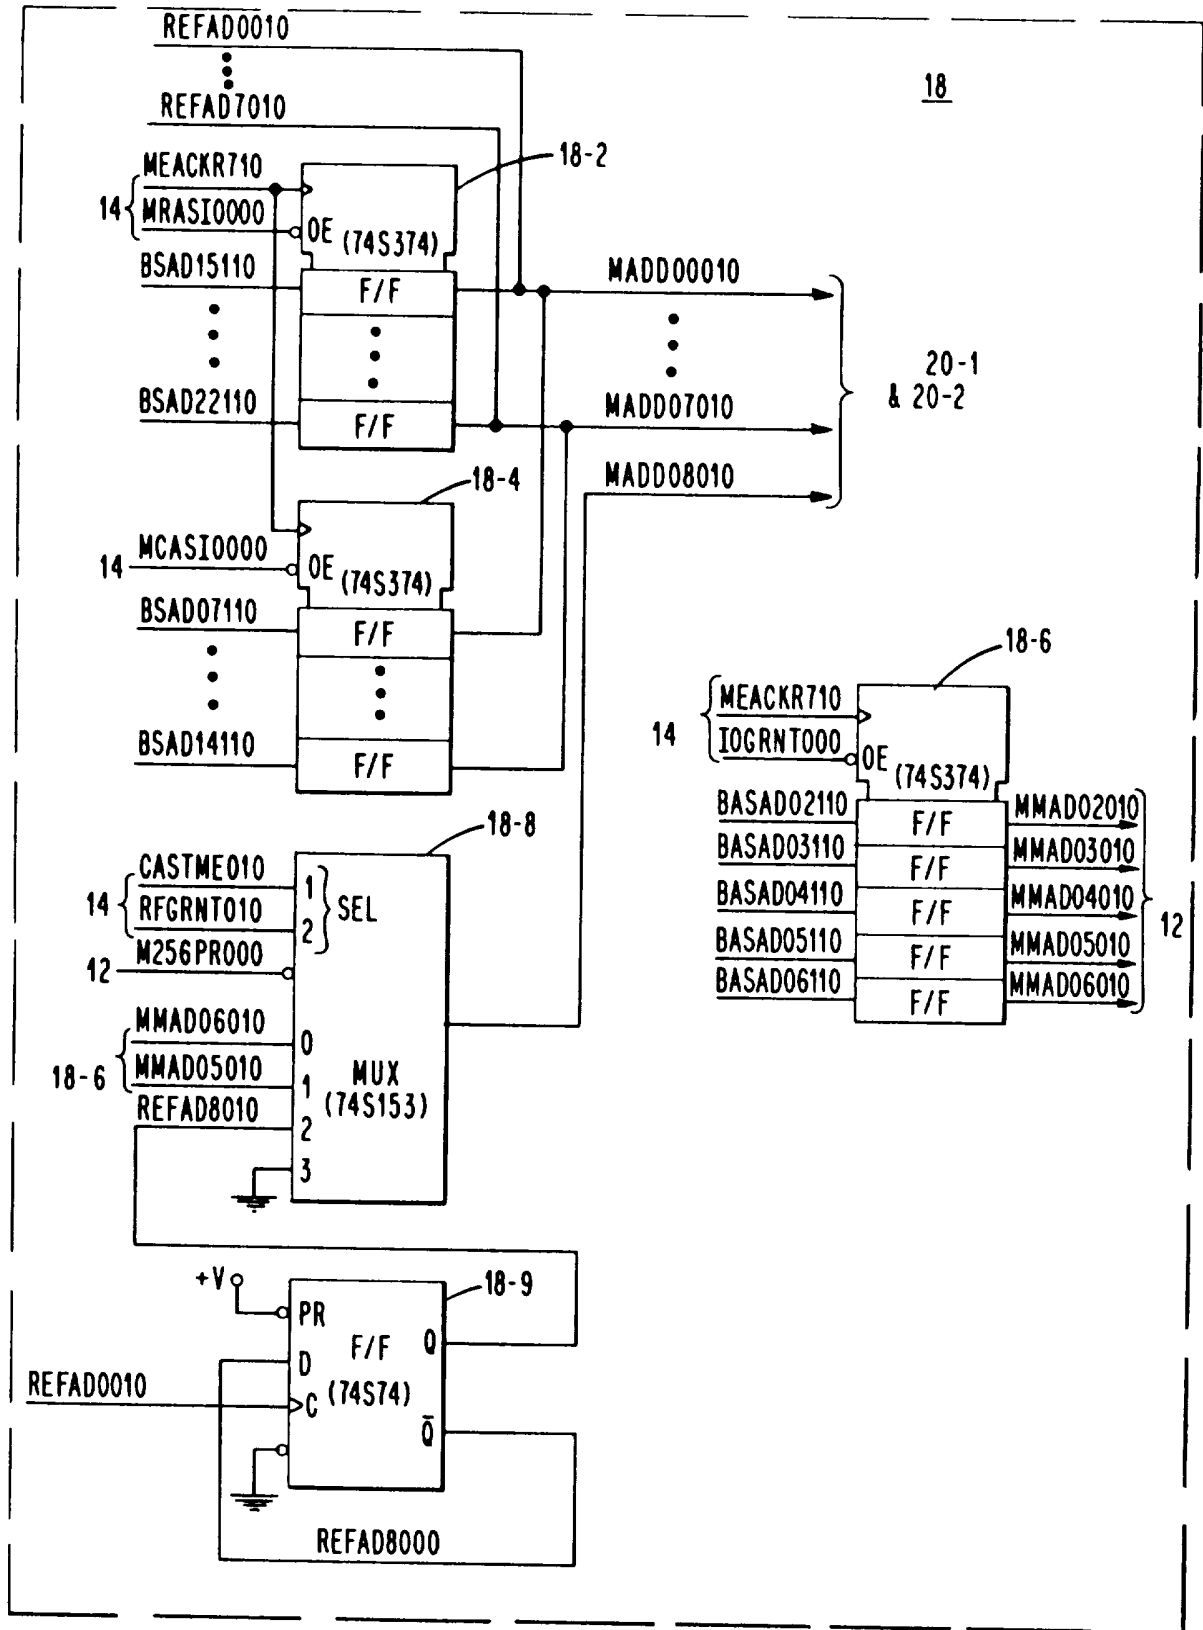 REFAD0010
18
REFAD7010
MEACKR710
18-2
14
MRASI0000
OE
(74S374)
BSAD15110
F/F
MADD00010
20-1
& 20-2
BSAD22110
F/F
MADD07010
18-4
MADD08010
14
MCASI0000
OE
(74S374)
BSAD07110
F/F
18-6
14
MEACKR710
IOGRNT000
OE
(74S374)
BSAD14110
F/F
BASAD02110
F/F
MMAD02010
BASAD03110
F/F
MMAD03010
BASAD04110
F/F
MMAD04010
12
BASAD05110
F/F
MMAD05010
BASAD06110
F/F
MMAD06010
18-8
14
CASTME010
1
SEL
RFGRNT010
2
12
M256PR000
MMAD06010
0
18-6
MMAD05010
1
MUX
(74S153)
REFAD8010
2
3
+V
18-9
PR
F/F
Q
D
(74S74)
REFAD0010
C
Q̅
REFAD8000